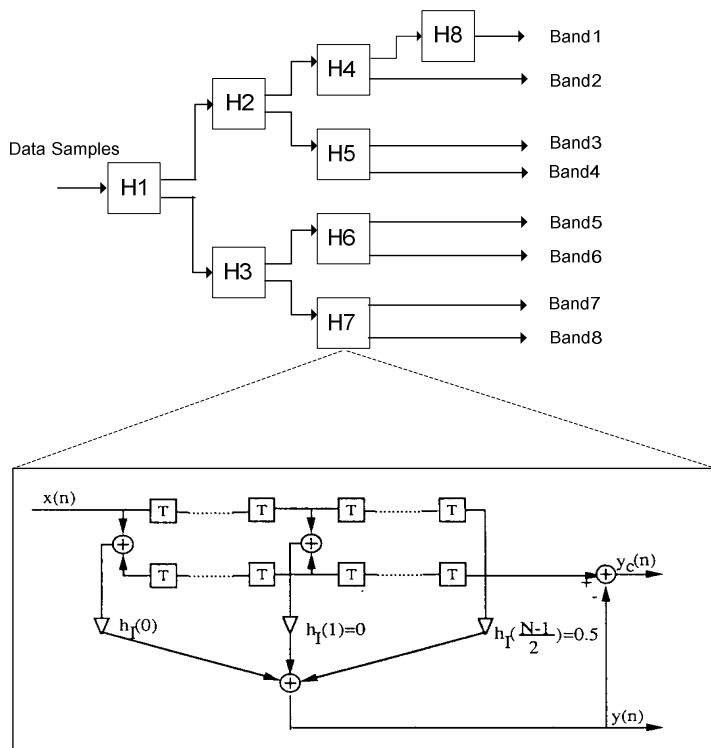 H8
Band1
H4
Band2
H2
Data Samples
H5
Band3
Band4
H1
H6
Band5
Band6
H3
H7
Band7
Band8
x(n)
T T T T
+ +
T T T T
+ y_c(n)
+
-
h_I(0)
h_I(1)=0
h_I(N-1/2)=0.5
+
y(n)